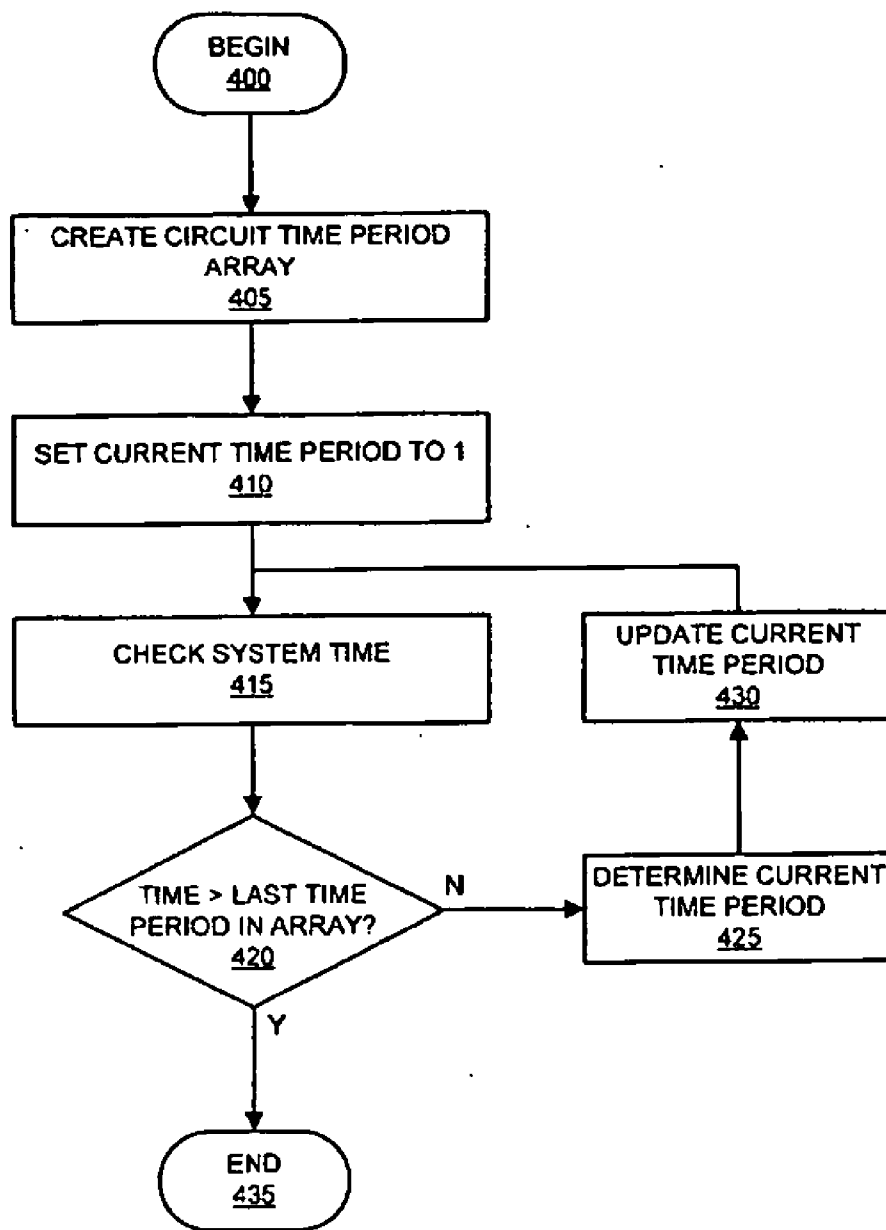 BEGIN
400
CREATE CIRCUIT TIME PERIOD
ARRAY
405
SET CURRENT TIME PERIOD TO 1
410
CHECK SYSTEM TIME
415
UPDATE CURRENT
TIME PERIOD
430
TIME > LAST TIME
PERIOD IN ARRAY?
420
N
DETERMINE CURRENT
TIME PERIOD
425
Y
END
435